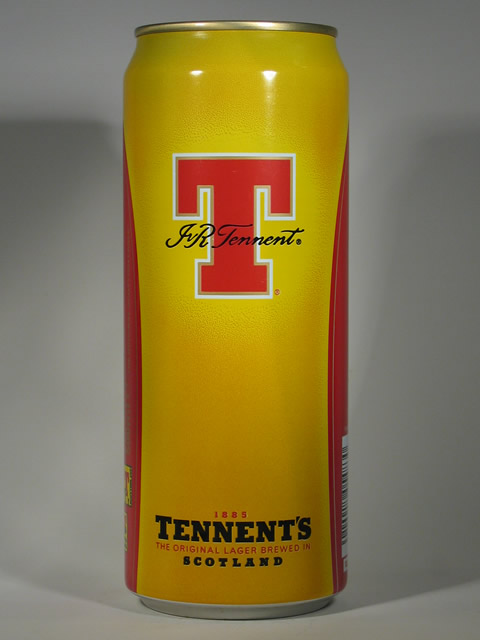 T
J&R Tennent®
®
1885
TENNENT'S
THE ORIGINAL LAGER BREWED IN
SCOTLAND